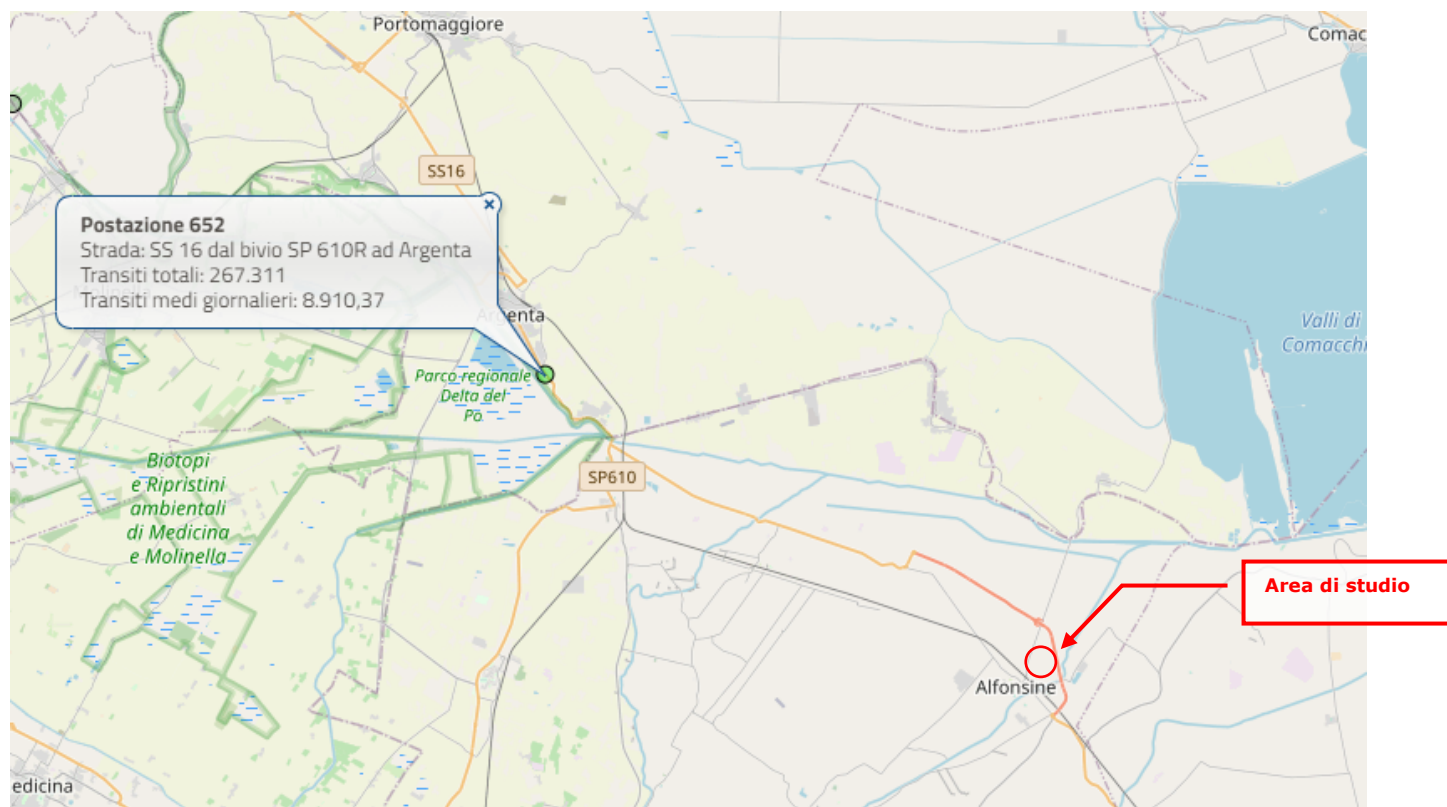 Portomaggiore
Comac
SS16
Postazione 652
Strada: SS 16 dal bivio SP 610R ad Argenta
Transiti totali: 267.311
Transiti medi giornalieri: 8.910,37
Argenta
Valli di
Comacchi
Parco regionale
Delta del
Po
Biotopi
e Ripristini
ambientali
di Medicina
e Molinella
SP610
Area di studio
Alfonsine
edicina